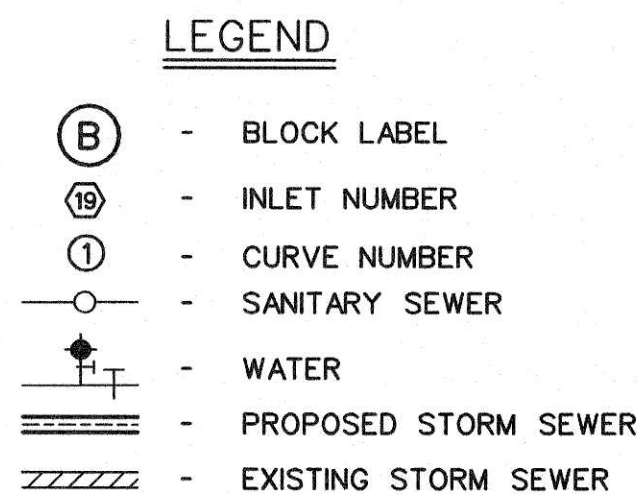 LEGEND
B - BLOCK LABEL
19 - INLET NUMBER
1 - CURVE NUMBER
- SANITARY SEWER
- WATER
- PROPOSED STORM SEWER
- EXISTING STORM SEWER